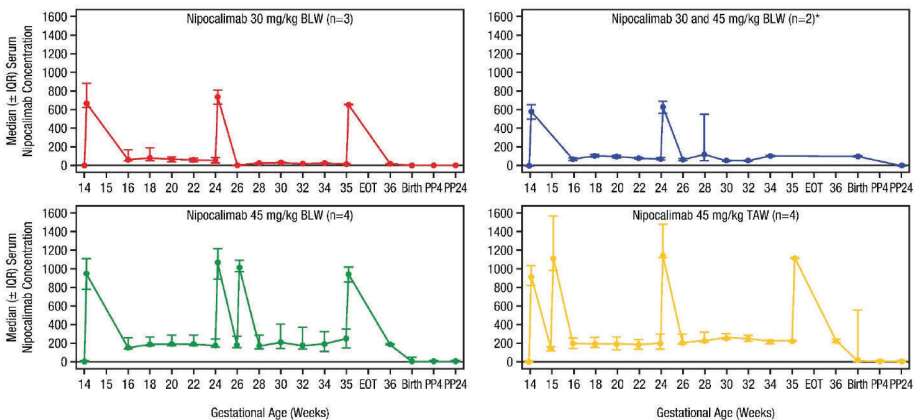 Nipocalimab 30 mg/kg BLW (n=3)
Median (± IQR) Serum
Nipocalimab Concentration
1600
1400
1200
1000
800
600
400
200
0
14 15 16 18 20 22 24 26 28 30 32 34 35 EOT 36 Birth PP4 PP24
Nipocalimab 30 and 45 mg/kg BLW (n=2)*
1600
1400
1200
1000
800
600
400
200
0
14 15 16 18 20 22 24 26 28 30 32 34 35 EOT 36 Birth PP4 PP24
Nipocalimab 45 mg/kg BLW (n=4)
Median (± IQR) Serum
Nipocalimab Concentration
1600
1400
1200
1000
800
600
400
200
0
14 15 16 18 20 22 24 26 28 30 32 34 35 EOT 36 Birth PP4 PP24
Gestational Age (Weeks)
Nipocalimab 45 mg/kg TAW (n=4)
1600
1400
1200
1000
800
600
400
200
0
14 15 16 18 20 22 24 26 28 30 32 34 35 EOT 36 Birth PP4 PP24
Gestational Age (Weeks)